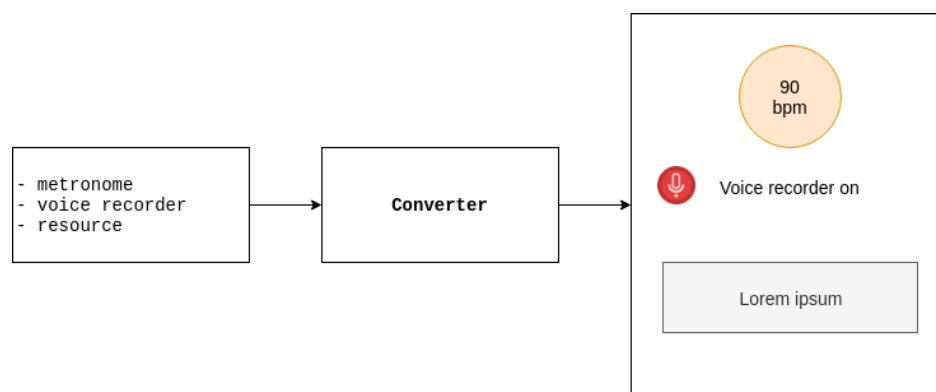 - metronome
- voice recorder
- resource
Converter
90
bpm
Voice recorder on
Lorem ipsum